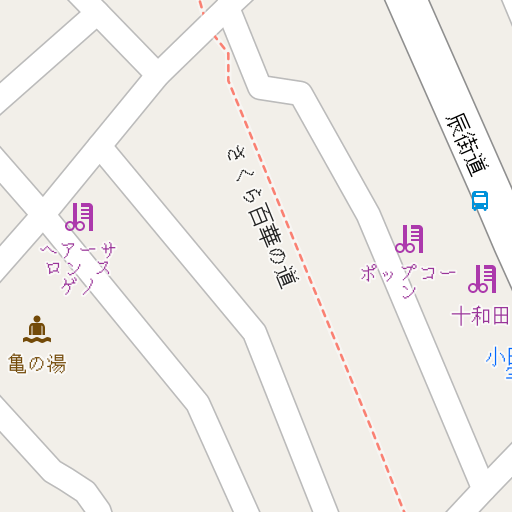 辰街道
さくら百華の道
ヘアーサ
ロン ス
ゲノ
ポップコー
ン
十和田
亀の湯